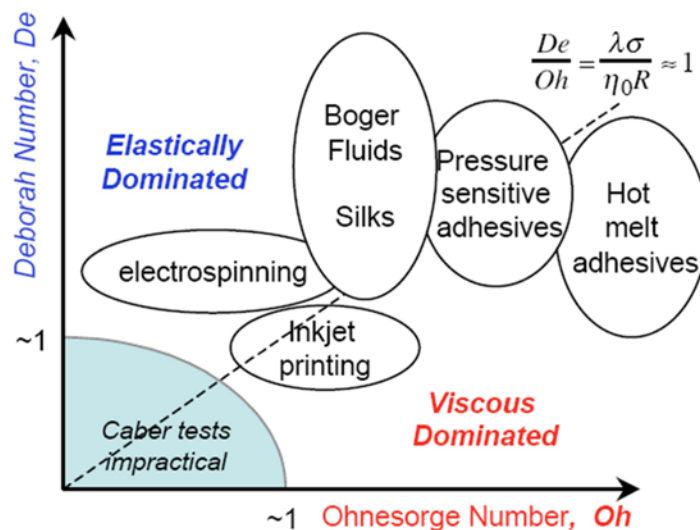 Deborah Number, De
De/Oh = λσ/η₀R ≈ 1
Elastically
Dominated
Boger
Fluids
Silks
Pressure
sensitive
adhesives
Hot
melt
adhesives
electrospinning
Inkjet
printing
~1
Caber tests
impractical
Viscous
Dominated
~1
Ohnesorge Number, Oh